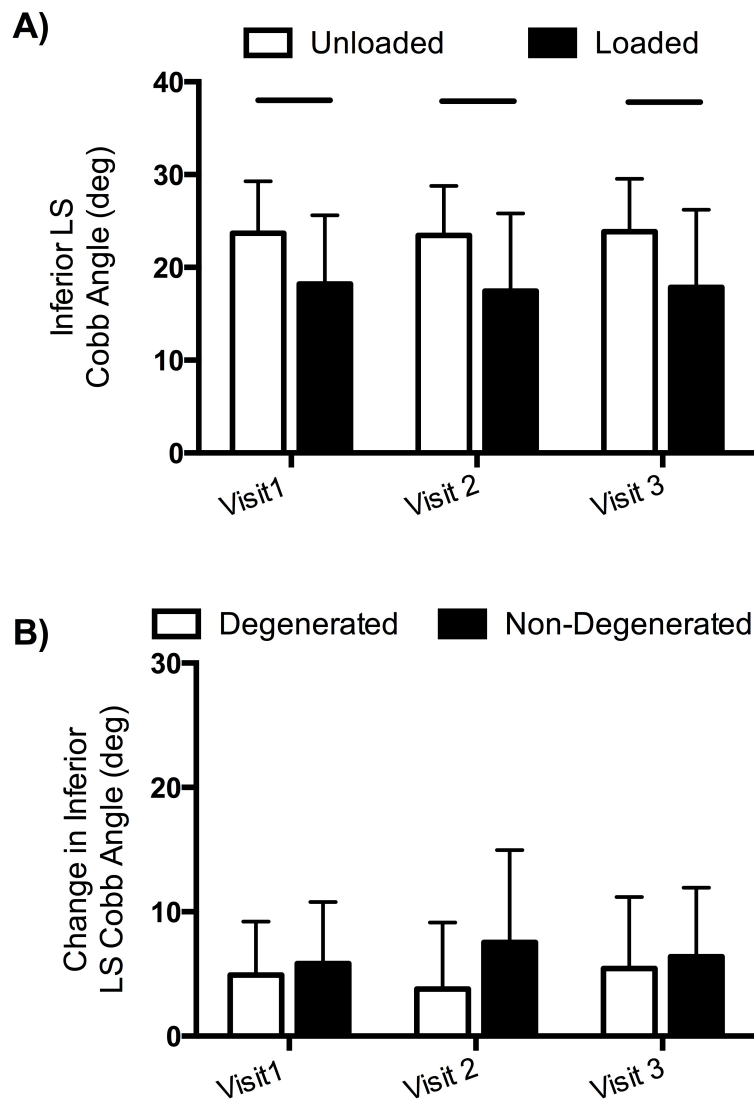 A)
Unloaded Loaded
Inferior LS
Cobb Angle (deg)
40
30
20
10
0
Visit1 Visit 2 Visit 3
B)
Degenerated Non-Degenerated
Change in Inferior
LS Cobb Angle (deg)
30
20
10
0
Visit1 Visit 2 Visit 3